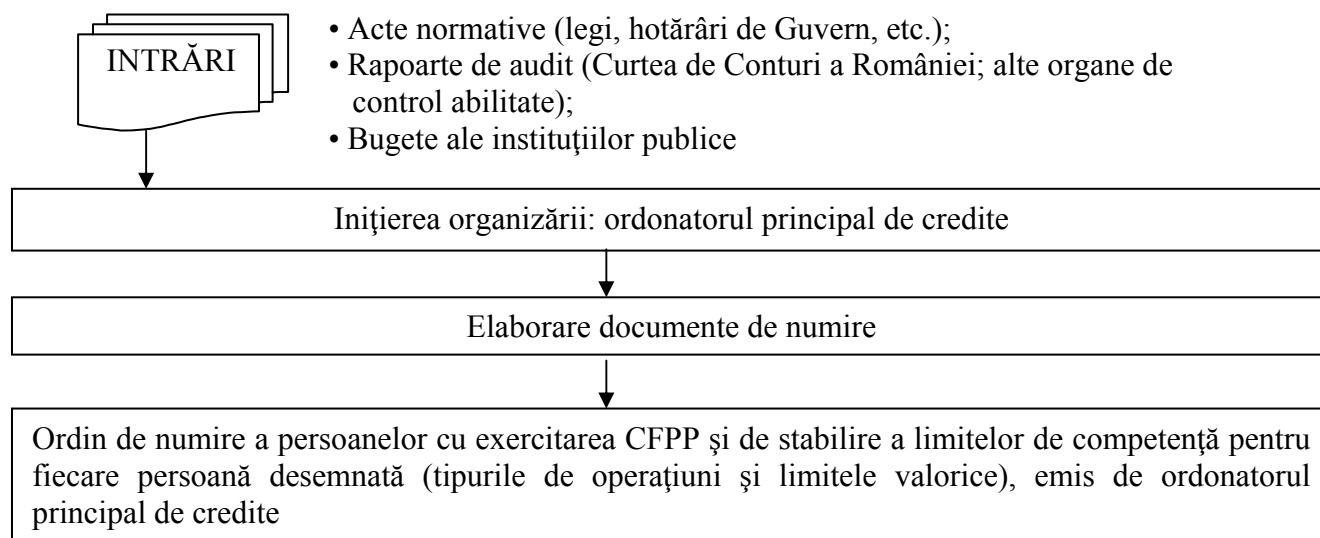 INTRĂRI
• Acte normative (legi, hotărâri de Guvern, etc.);
• Rapoarte de audit (Curtea de Conturi a României; alte organe de
control abilitate);
• Bugete ale instituţiilor publice
Iniţierea organizării: ordonatorul principal de credite
Elaborare documente de numire
Ordin de numire a persoanelor cu exercitarea CFPP şi de stabilire a limitelor de competenţă pentru
fiecare persoană desemnată (tipurile de operaţiuni şi limitele valorice), emis de ordonatorul
principal de credite